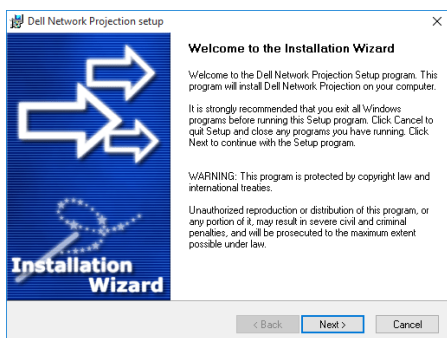 Dell Network Projection setup
Welcome to the Installation Wizard
Welcome to the Dell Network Projection Setup program. This
program will install Dell Network Projection on your computer.
It is strongly recommended that you exit all Windows
programs before running this Setup program. Click Cancel to
quit Setup and close any programs you have running. Click
Next to continue with the Setup program.
WARNING: This program is protected by copyright law and
international treaties.
Unauthorized reproduction or distribution of this program, or
any portion of it, may result in severe civil and criminal
penalties, and will be prosecuted to the maximum extent
possible under law.
Installation
Wizard
< Back Next > Cancel